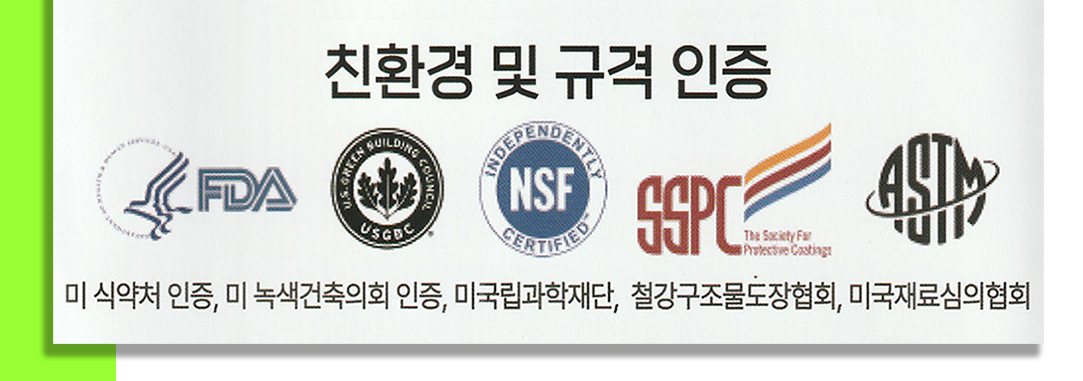 친환경 및 규격 인증
FDA
U.S. GREEN BUILDING COUNCIL
USGBC
INDEPENDENTLY
NSF
CERTIFIED
SSPC
The Society For
Protective Coatings
ASTM
미 식약처 인증, 미 녹색건축의회 인증, 미국립과학재단, 철강구조물도장협회, 미국재료심의협회